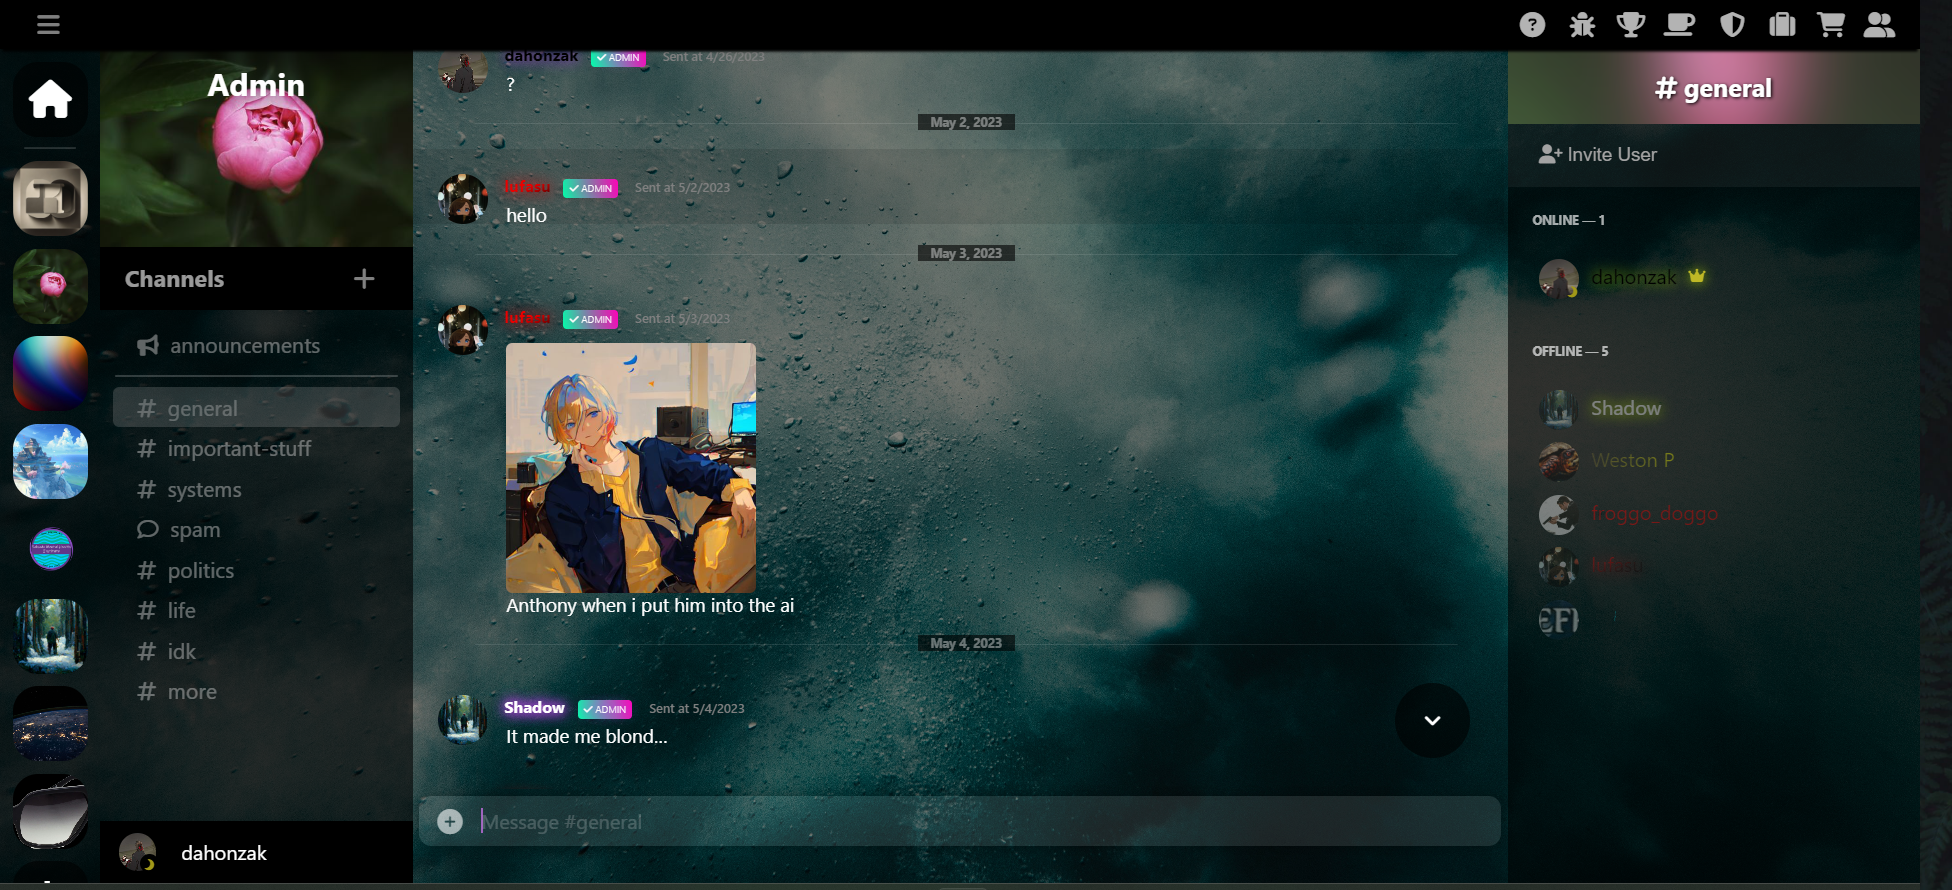 Admin
Channels
announcements
# general
# important-stuff
# systems
spam
# politics
# life
# idk
# more
dahonzak
dahonzak ADMIN Sent at 4/26/2023
?
May 2, 2023
lufasu ADMIN Sent at 5/2/2023
hello
May 3, 2023
lufasu ADMIN Sent at 5/3/2023
Anthony when i put him into the ai
May 4, 2023
Shadow ADMIN Sent at 5/4/2023
It made me blond...
Message #general
# general
Invite User
ONLINE — 1
dahonzak
OFFLINE — 5
Shadow
Weston P
froggo_doggo
lufasu